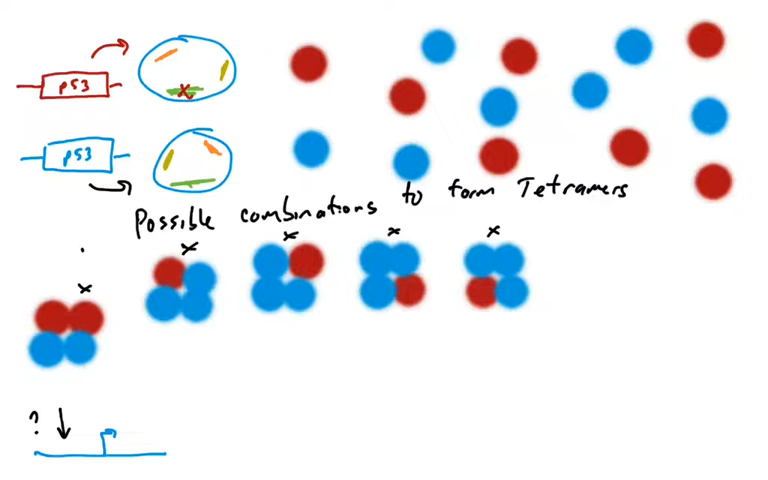 p53
p53
Possible combinations to form Tetramers
x x x x
x
?